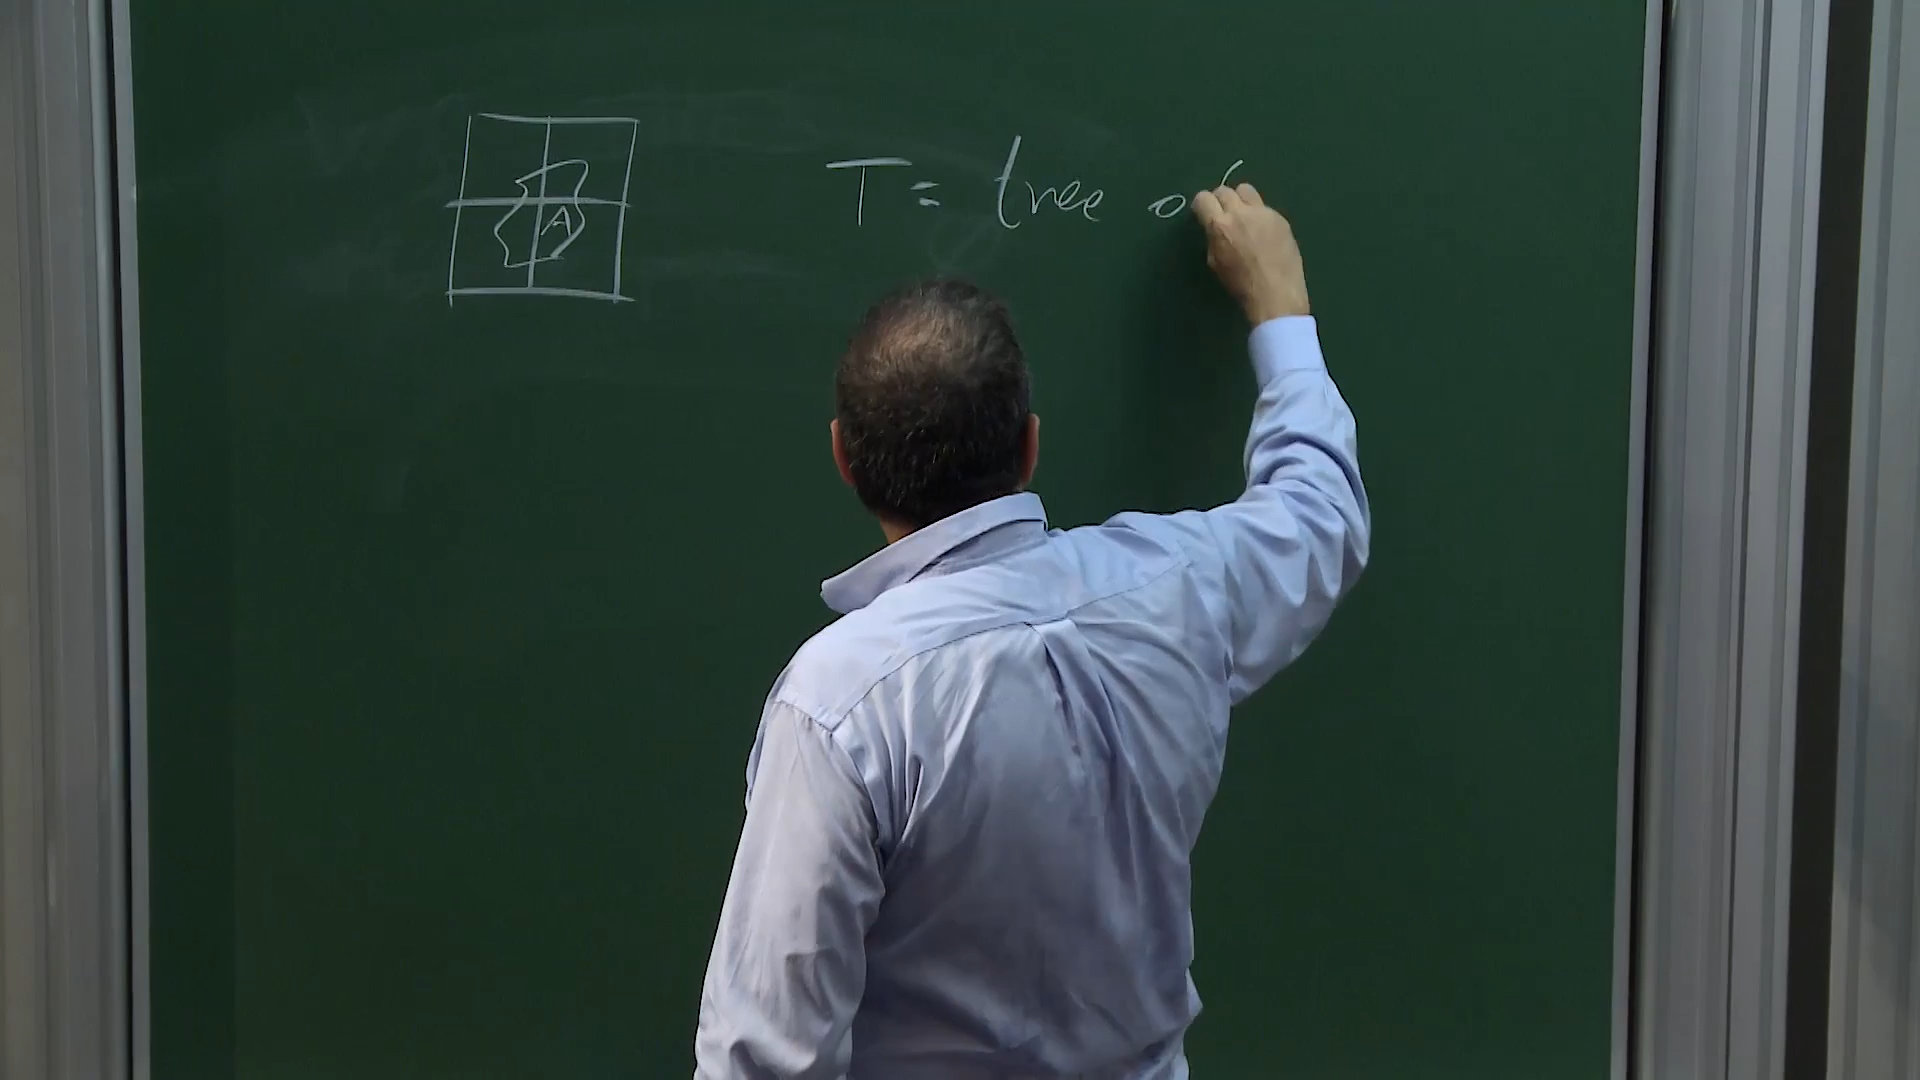 A
T = tree of